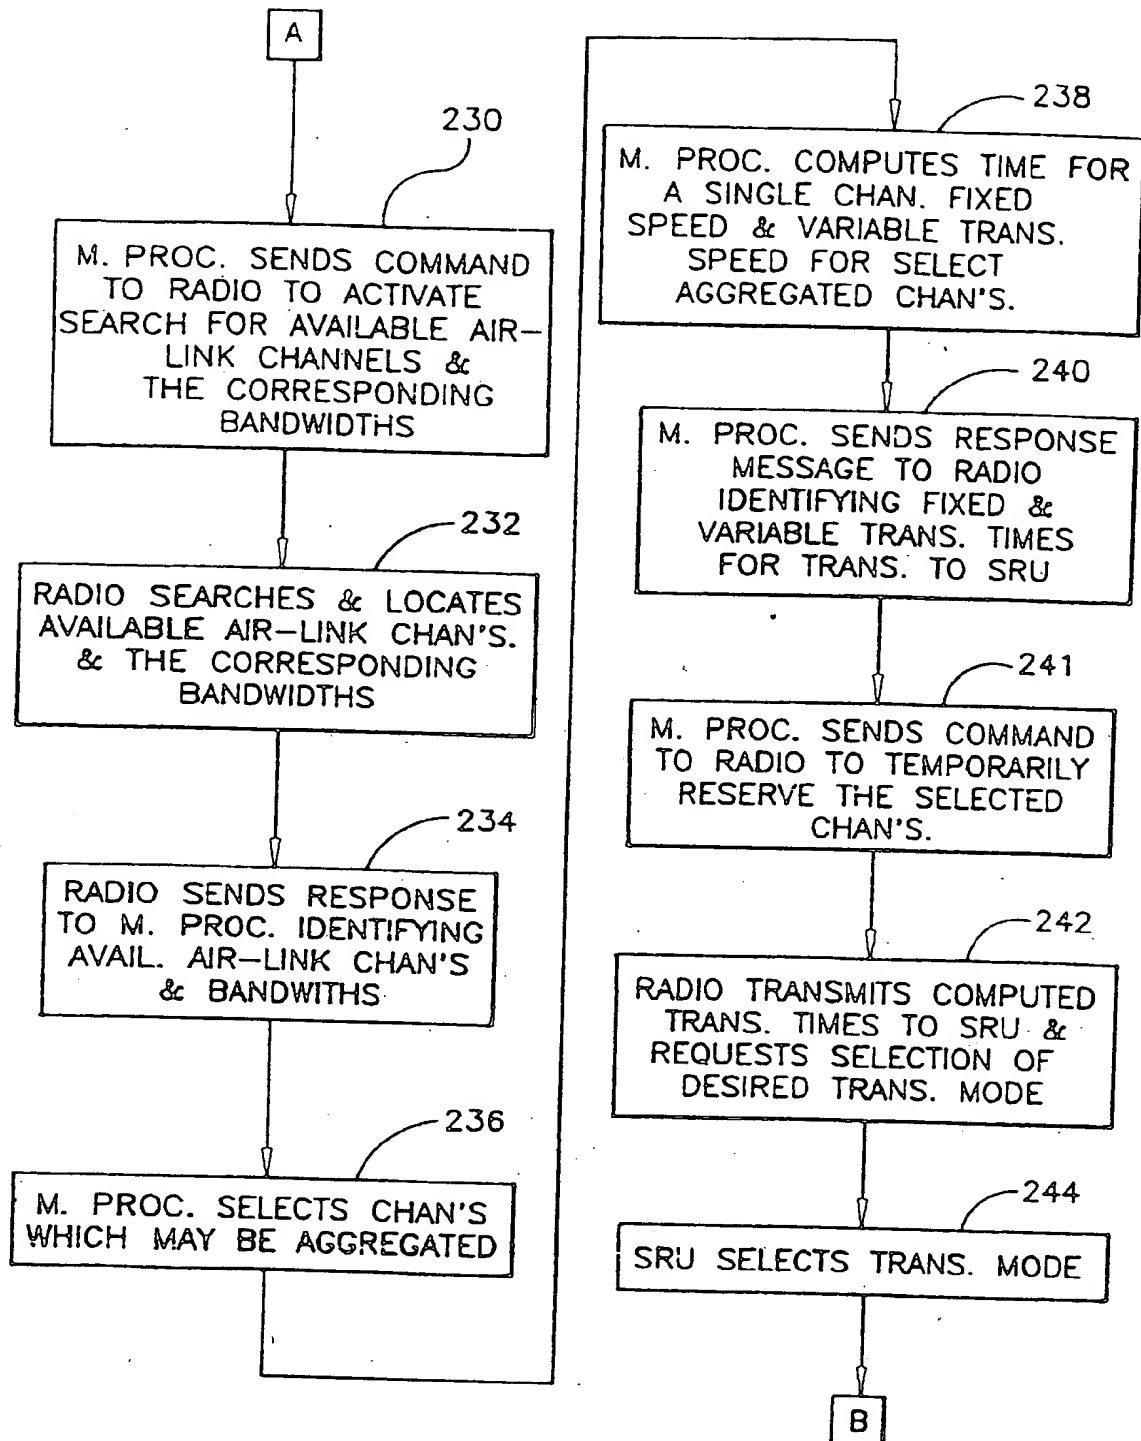 A
230
M. PROC. SENDS COMMAND
TO RADIO TO ACTIVATE
SEARCH FOR AVAILABLE AIR–
LINK CHANNELS &
THE CORRESPONDING
BANDWIDTHS
232
RADIO SEARCHES & LOCATES
AVAILABLE AIR–LINK CHAN'S.
& THE CORRESPONDING
BANDWIDTHS
234
RADIO SENDS RESPONSE
TO M. PROC. IDENTIFYING
AVAIL. AIR–LINK CHAN'S
& BANDWITHS
236
M. PROC. SELECTS CHAN'S
WHICH MAY BE AGGREGATED
238
M. PROC. COMPUTES TIME FOR
A SINGLE CHAN. FIXED
SPEED & VARIABLE TRANS.
SPEED FOR SELECT
AGGREGATED CHAN'S.
240
M. PROC. SENDS RESPONSE
MESSAGE TO RADIO
IDENTIFYING FIXED &
VARIABLE TRANS. TIMES
FOR TRANS. TO SRU
241
M. PROC. SENDS COMMAND
TO RADIO TO TEMPORARILY
RESERVE THE SELECTED
CHAN'S.
242
RADIO TRANSMITS COMPUTED
TRANS. TIMES TO SRU &
REQUESTS SELECTION OF
DESIRED TRANS. MODE
244
SRU SELECTS TRANS. MODE
B